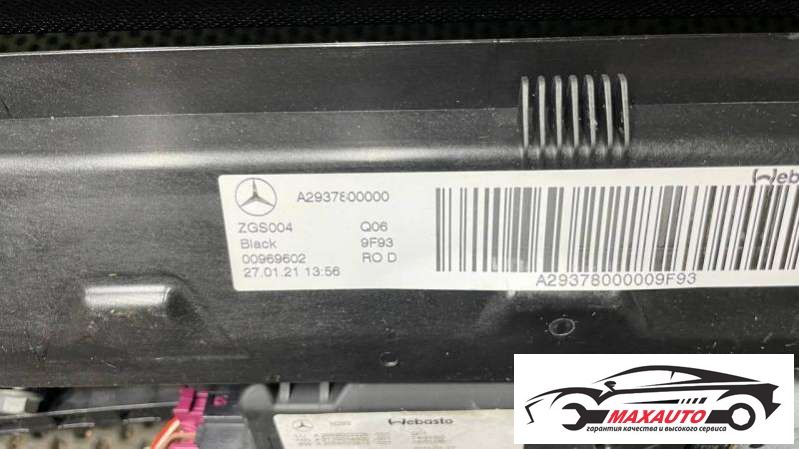 A2937800000
ZGS004 Q06
Black 9F93
00969602 RO D
27.01.21 13:56
Webasto
A29378000009F93
Webasto
MAXAUTO
гарантия качества и высокого сервиса